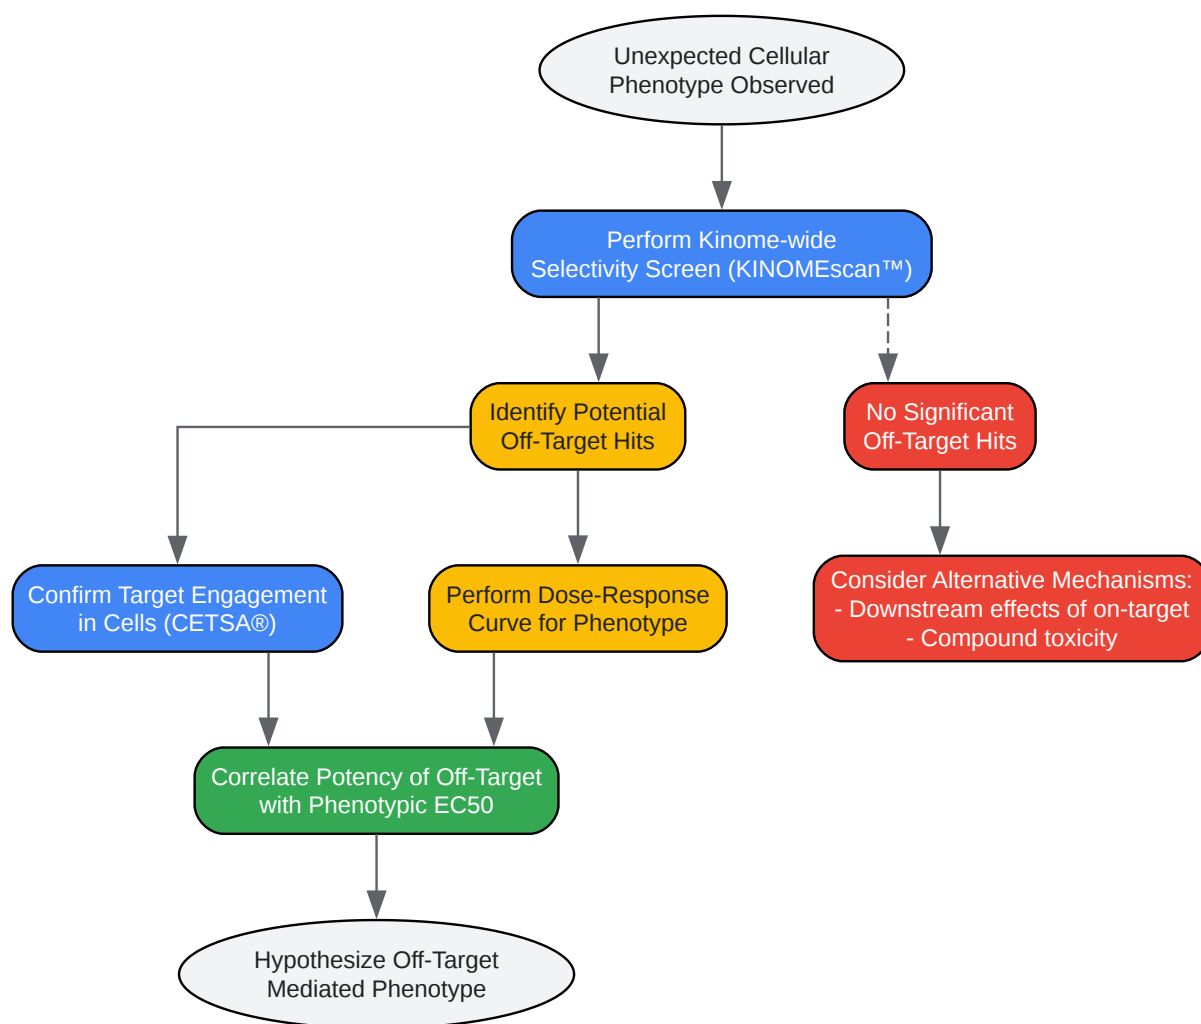 Unexpected Cellular
Phenotype Observed
Perform Kinome-wide
Selectivity Screen (KINOMEscan™)
Identify Potential
Off-Target Hits
No Significant
Off-Target Hits
Confirm Target Engagement
in Cells (CETSA®)
Perform Dose-Response
Curve for Phenotype
Consider Alternative Mechanisms:
- Downstream effects of on-target
- Compound toxicity
Correlate Potency of Off-Target
with Phenotypic EC50
Hypothesize Off-Target
Mediated Phenotype